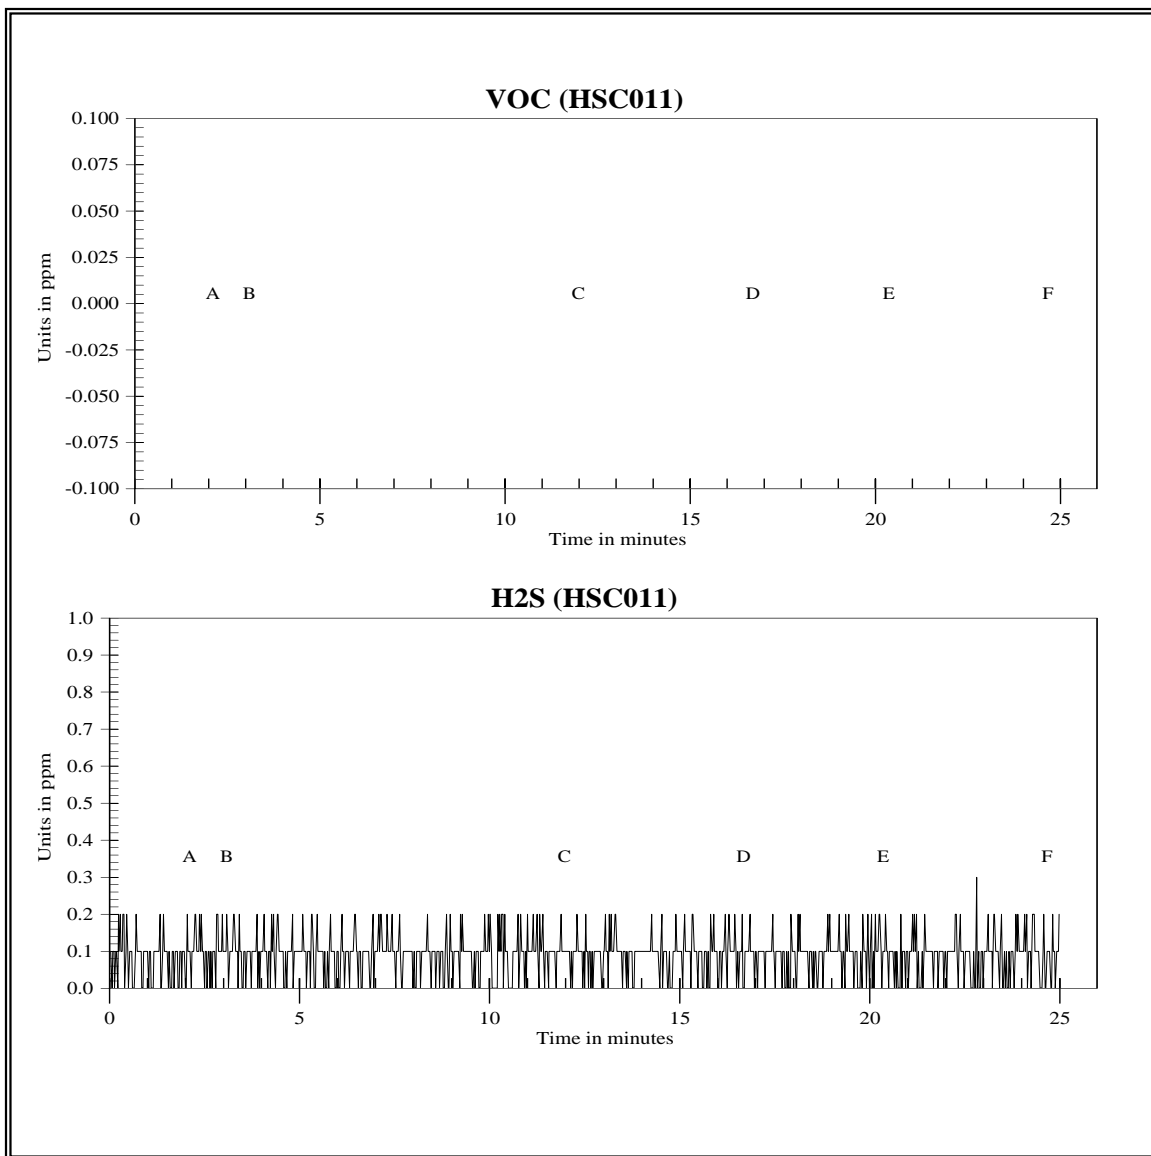 VOC (HSC011)
0.100
0.075
0.050
0.025
0.000
-0.025
-0.050
-0.075
-0.100
Units in ppm
A B C D E F
0 5 10 15 20 25
Time in minutes
H2S (HSC011)
1.0
0.9
0.8
0.7
0.6
0.5
0.4
0.3
0.2
0.1
0.0
Units in ppm
A B C D E F
0 5 10 15 20 25
Time in minutes